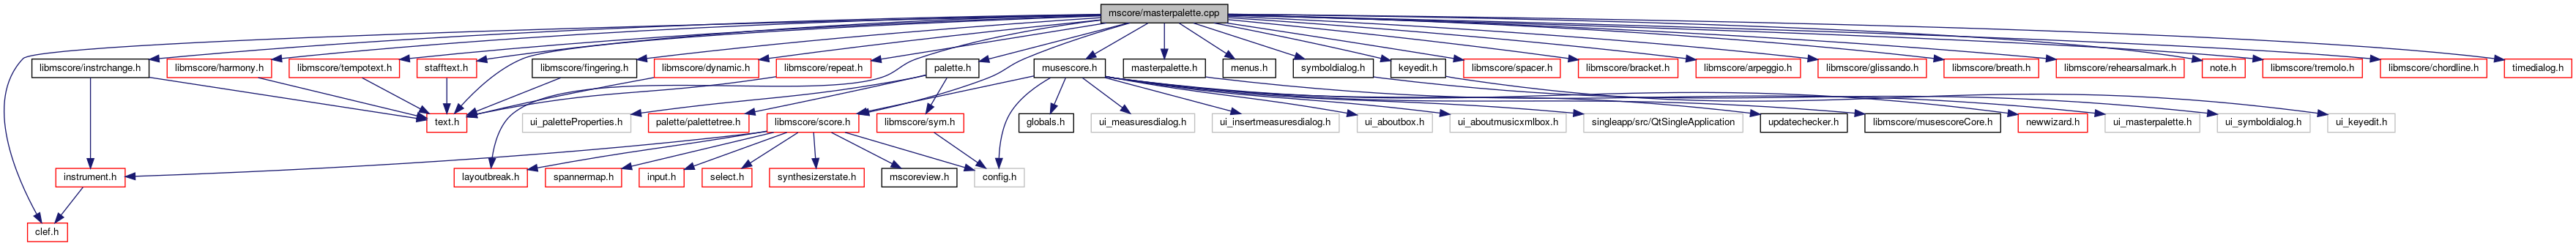 mscore/masterpalette.cpp
libmscore/instrchange.h
libmscore/harmony.h
libmscore/tempotext.h
stafftext.h
libmscore/fingering.h
libmscore/dynamic.h
libmscore/repeat.h
palette.h
musescore.h
masterpalette.h
menus.h
symboldialog.h
keyedit.h
libmscore/spacer.h
libmscore/bracket.h
libmscore/arpeggio.h
libmscore/glissando.h
libmscore/breath.h
libmscore/rehearsalmark.h
note.h
libmscore/tremolo.h
libmscore/chordline.h
timedialog.h
text.h
ui_paletteProperties.h
palette/palettetree.h
libmscore/score.h
libmscore/sym.h
globals.h
ui_measuresdialog.h
ui_insertmeasuresdialog.h
ui_aboutbox.h
ui_aboutmusicxmlbox.h
singleapp/src/QtSingleApplication
updatechecker.h
libmscore/musescoreCore.h
newwizard.h
ui_masterpalette.h
ui_symboldialog.h
ui_keyedit.h
instrument.h
layoutbreak.h
spannermap.h
input.h
select.h
synthesizerstate.h
mscoreview.h
config.h
clef.h